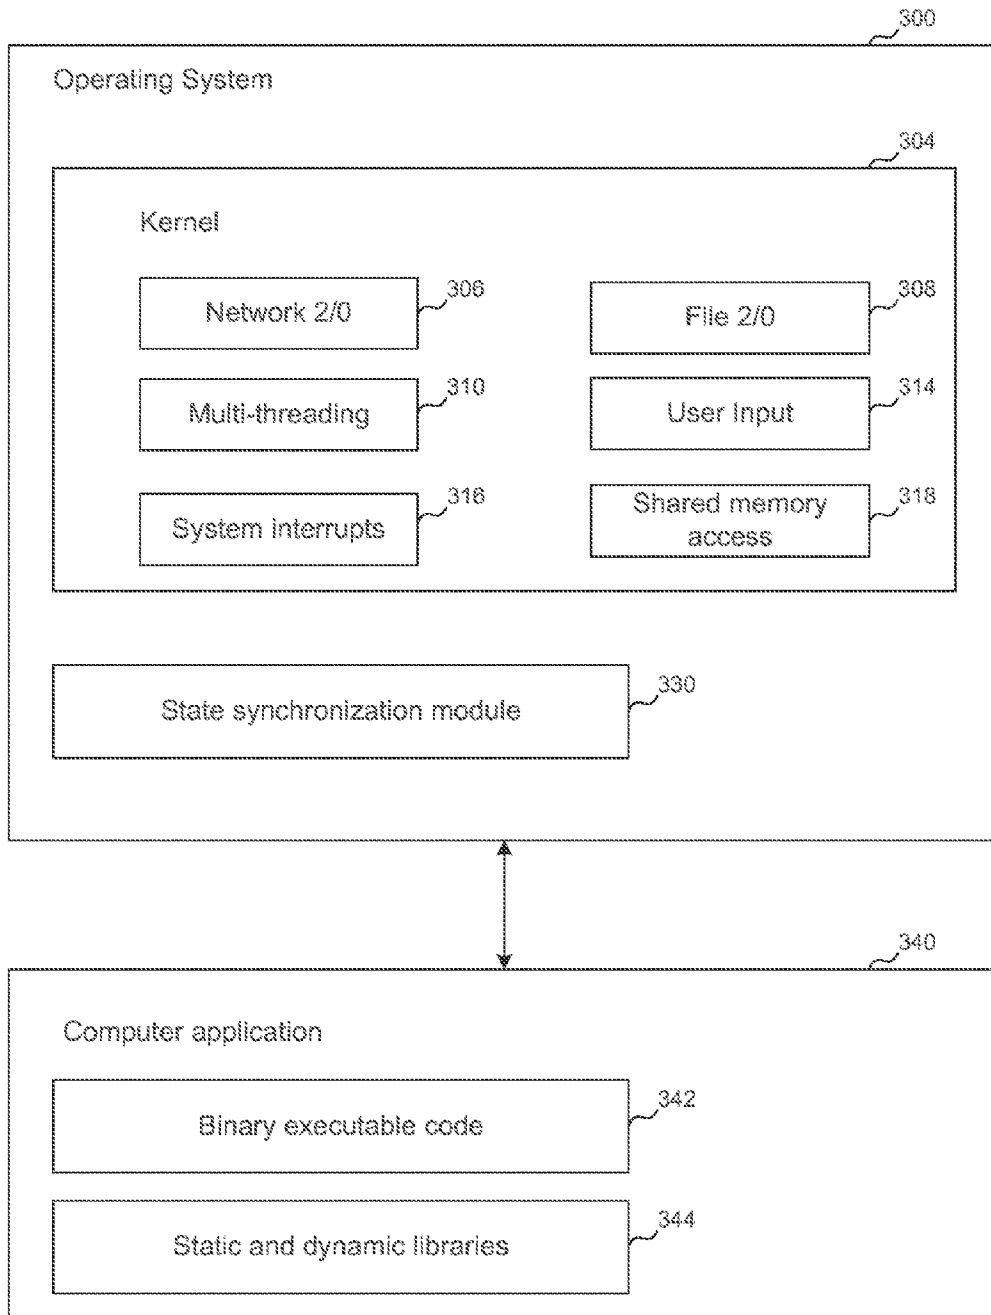 300
Operating System
304
Kernel
Network 2/0
306
File 2/0
308
Multi-threading
310
User Input
314
System interrupts
316
Shared memory
access
318
State synchronization module
330
340
Computer application
Binary executable code
342
Static and dynamic libraries
344